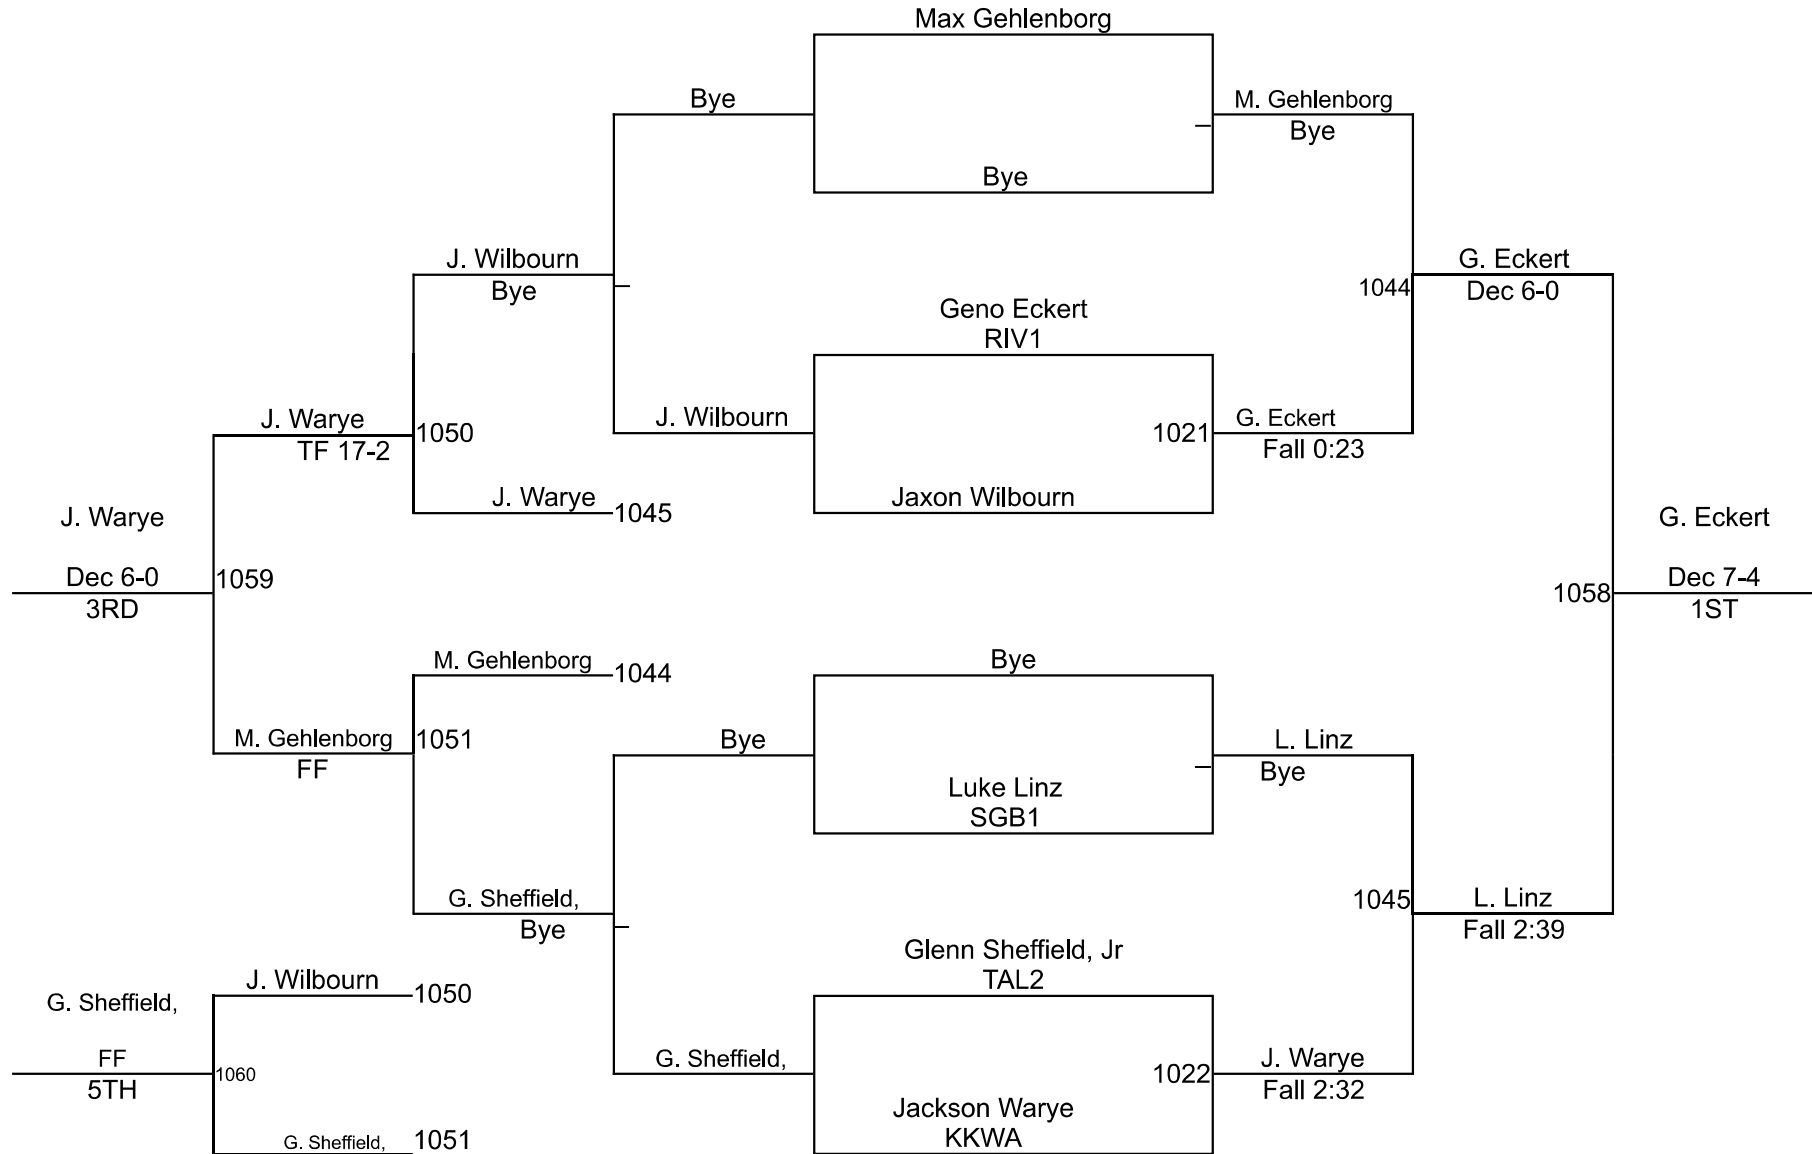 Max Gehlenborg
Bye
M. Gehlenborg
Bye
Bye
J. Wilbourn
Bye
G. Eckert
Dec 6-0
1044
Geno Eckert
RIV1
J. Warye
TF 17-2
1050
J. Wilbourn
1021
G. Eckert
Fall 0:23
J. Warye
1045
Jaxon Wilbourn
J. Warye
G. Eckert
Dec 6-0
3RD
1059
1058
Dec 7-4
1ST
M. Gehlenborg
1044
Bye
M. Gehlenborg
FF
1051
Bye
L. Linz
Bye
Luke Linz
SGB1
G. Sheffield,
Bye
1045
L. Linz
Fall 2:39
Glenn Sheffield, Jr
TAL2
J. Wilbourn
1050
G. Sheffield,
FF
5TH
1060
G. Sheffield,
1022
J. Warye
Fall 2:32
Jackson Warye
KKWA
G. Sheffield,
1051